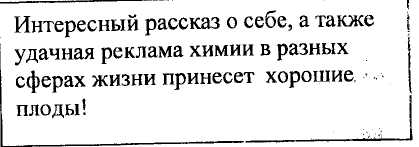 Интересный рассказ о себе, а также
удачная реклама химии в разных
сферах жизни принесет хорошие
плоды!